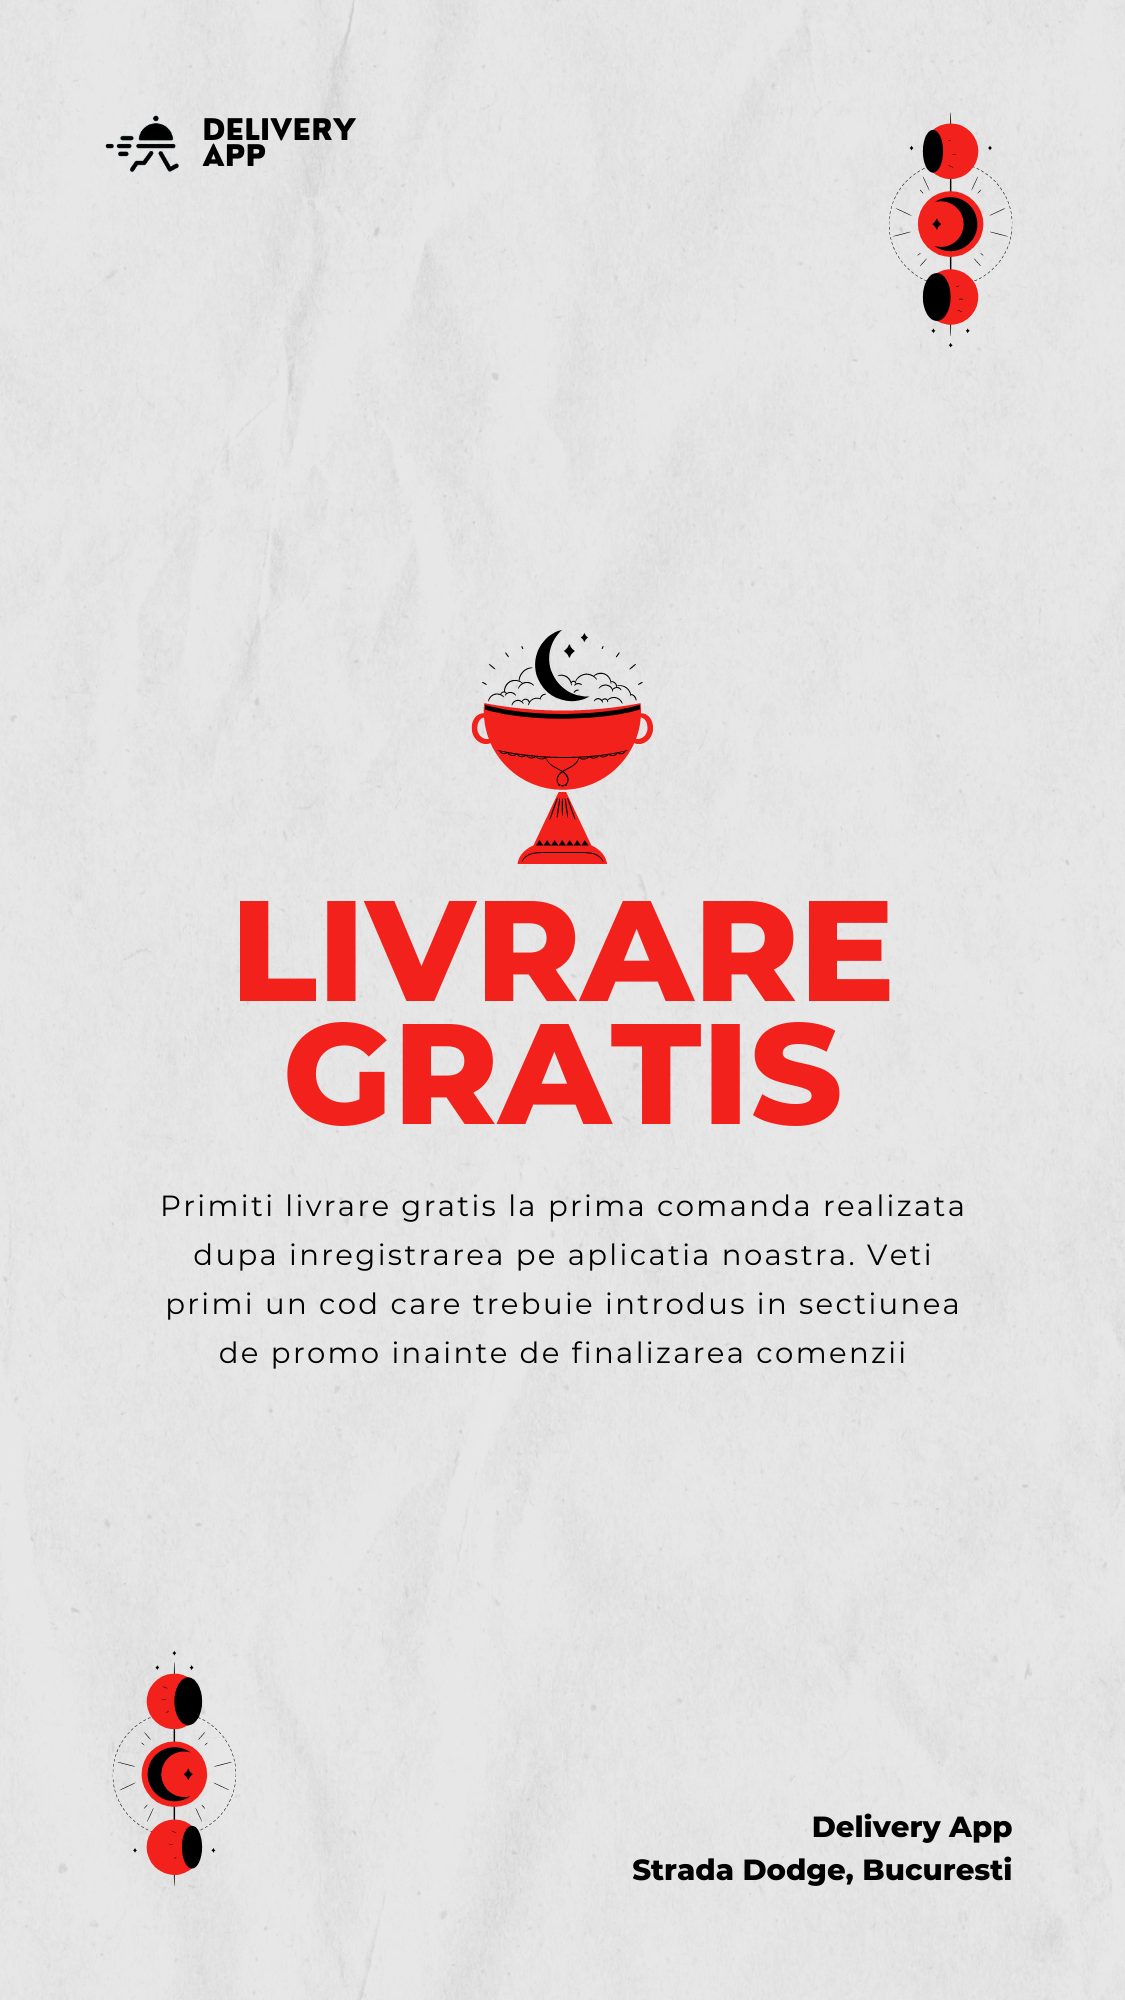 DELIVERY
APP
LIVRARE
GRATIS
Primiti livrare gratis la prima comanda realizata
dupa inregistrarea pe aplicatia noastra. Veti
primi un cod care trebuie introdus in sectiunea
de promo inainte de finalizarea comenzii
Delivery App
Strada Dodge, Bucuresti